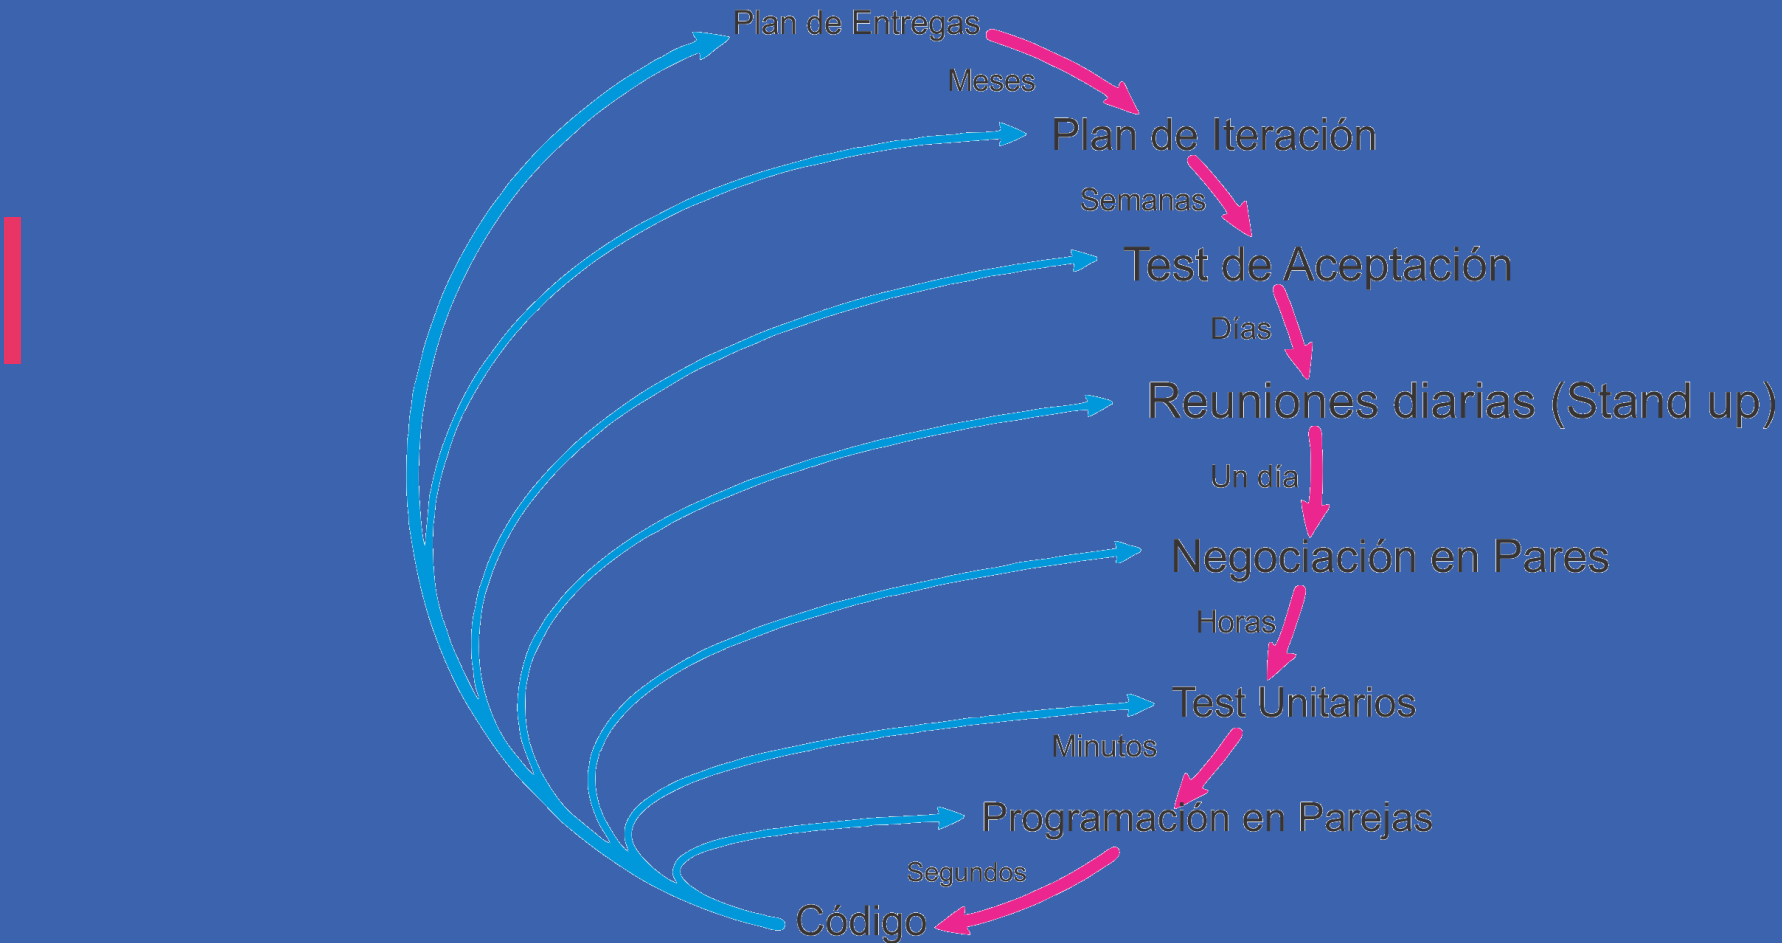 Plan de Entregas
Meses
Plan de Iteración
Semanas
Test de Aceptación
Días
Reuniones diarias (Stand up)
Un día
Negociación en Pares
Horas
Test Unitarios
Minutos
Programación en Parejas
Segundos
Código